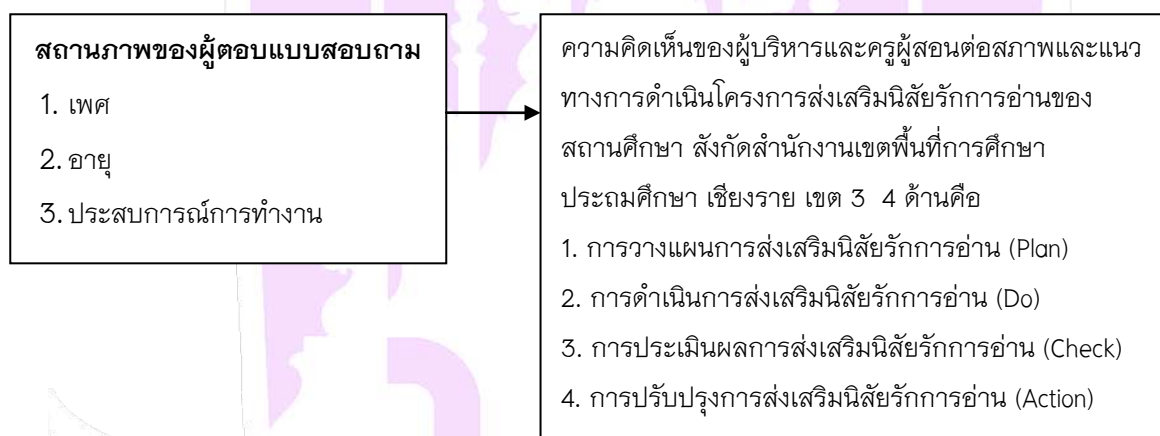 สถานภาพของผู้ตอบแบบสอบถาม
1. เพศ
2. อายุ
3. ประสบการณ์การทำงาน
ความคิดเห็นของผู้บริหารและครูผู้สอนต่อสภาพและแนว
ทางการดำเนินโครงการส่งเสริมนิสัยรักการอ่านของ
สถานศึกษา สังกัดสำนักงานเขตพื้นที่การศึกษา
ประถมศึกษา เชียงราย เขต 3 4 ด้านคือ
1. การวางแผนการส่งเสริมนิสัยรักการอ่าน (Plan)
2. การดำเนินการส่งเสริมนิสัยรักการอ่าน (Do)
3. การประเมินผลการส่งเสริมนิสัยรักการอ่าน (Check)
4. การปรับปรุงการส่งเสริมนิสัยรักการอ่าน (Action)